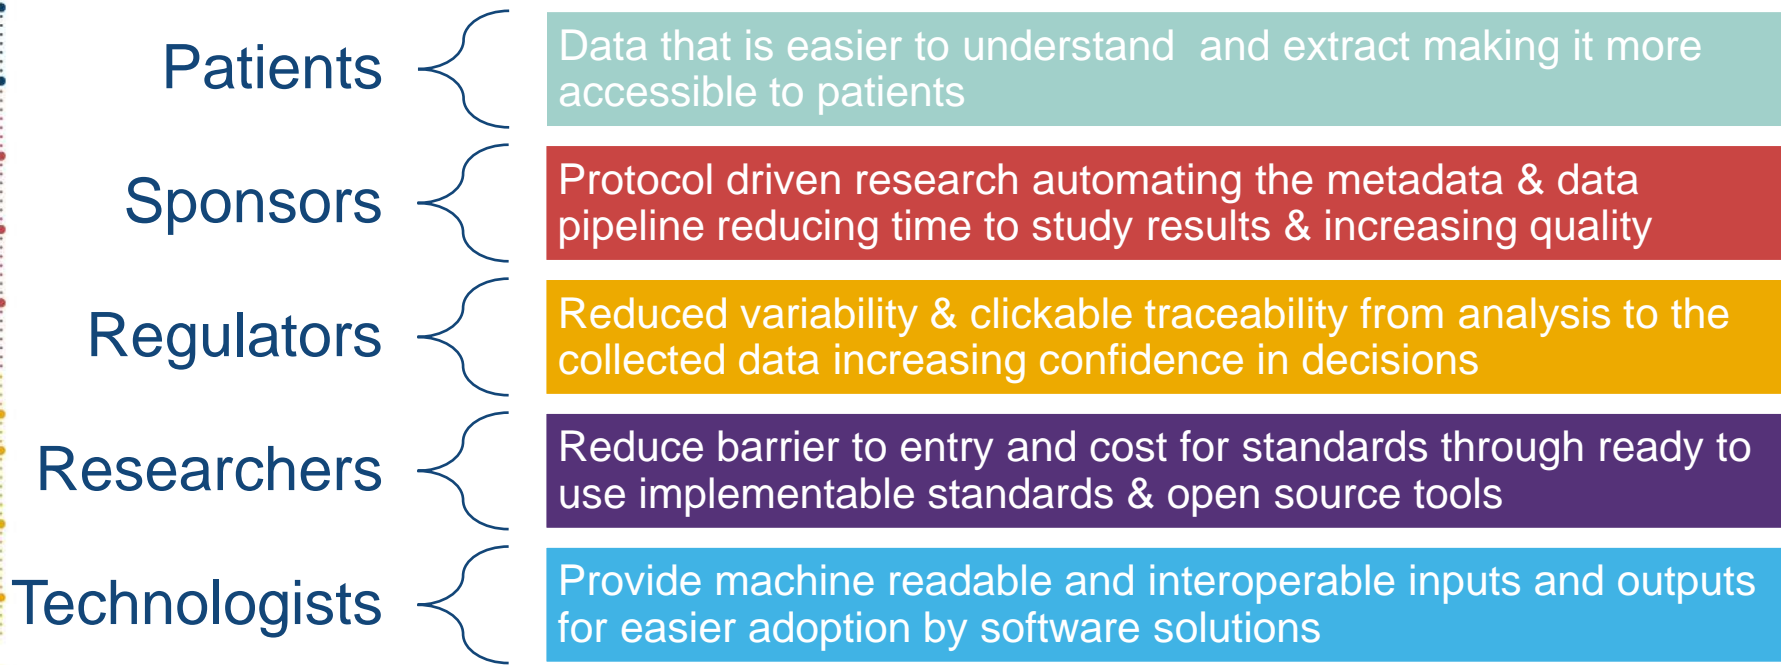 Patients
Data that is easier to understand  and extract making it more
accessible to patients
Sponsors
Protocol driven research automating the metadata & data
pipeline reducing time to study results & increasing quality
Regulators
Reduced variability & clickable traceability from analysis to the
collected data increasing confidence in decisions
Researchers
Reduce barrier to entry and cost for standards through ready to
use implementable standards & open source tools
Technologists
Provide machine readable and interoperable inputs and outputs
for easier adoption by software solutions